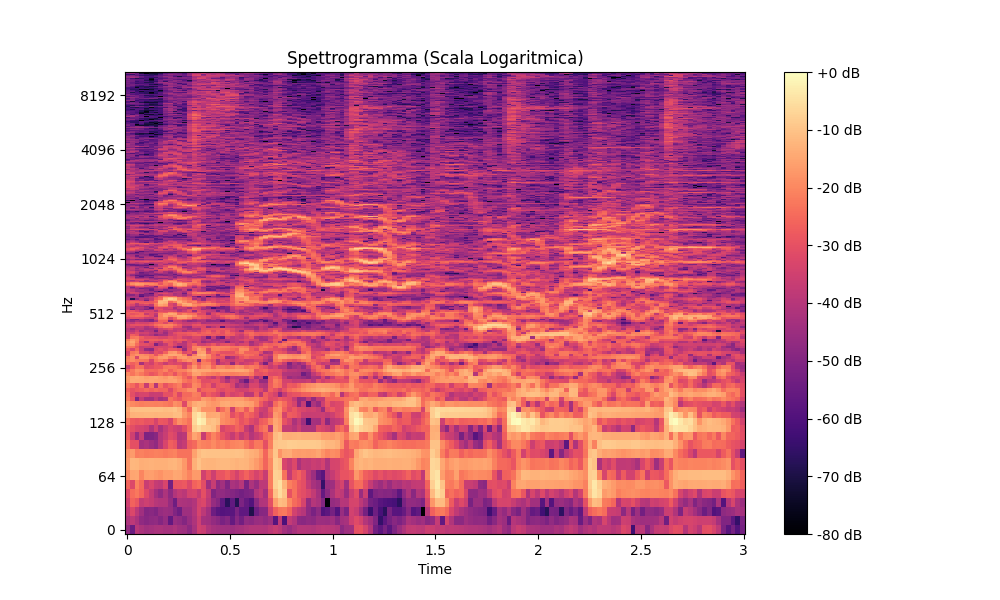 Spettrogramma (Scala Logaritmica)
Hz
8192
4096
2048
1024
512
256
128
64
0
0 0.5 1 1.5 2 2.5 3
Time
+0 dB
-10 dB
-20 dB
-30 dB
-40 dB
-50 dB
-60 dB
-70 dB
-80 dB